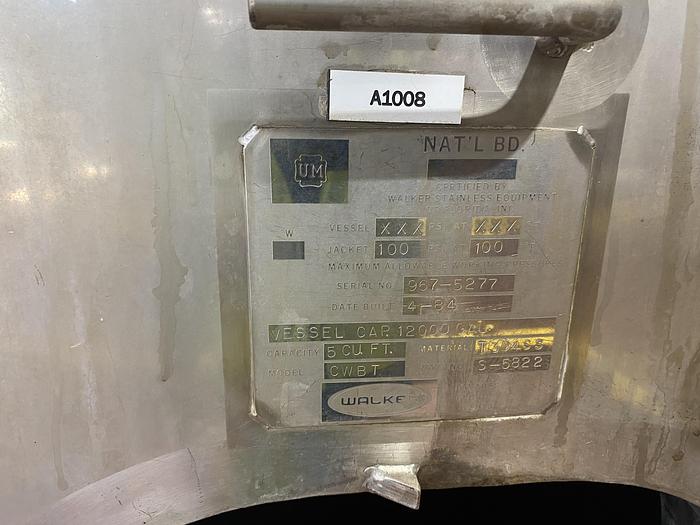 A1008
UM
NAT'L BD.
CERTIFIED BY
WALKER STAINLESS EQUIPMENT
W
VESSEL XXX PSI AT XXX
JACKET 100 PSI AT 100 F
MAXIMUM ALLOWABLE WORKING PRESSURE
SERIAL NO. 967-5277
DATE BUILT 4-84
VESSEL CAP. 12000 GAL.
CAPACITY 5 CU FT. MATERIAL
MODEL CWBT S-5822
WALKER